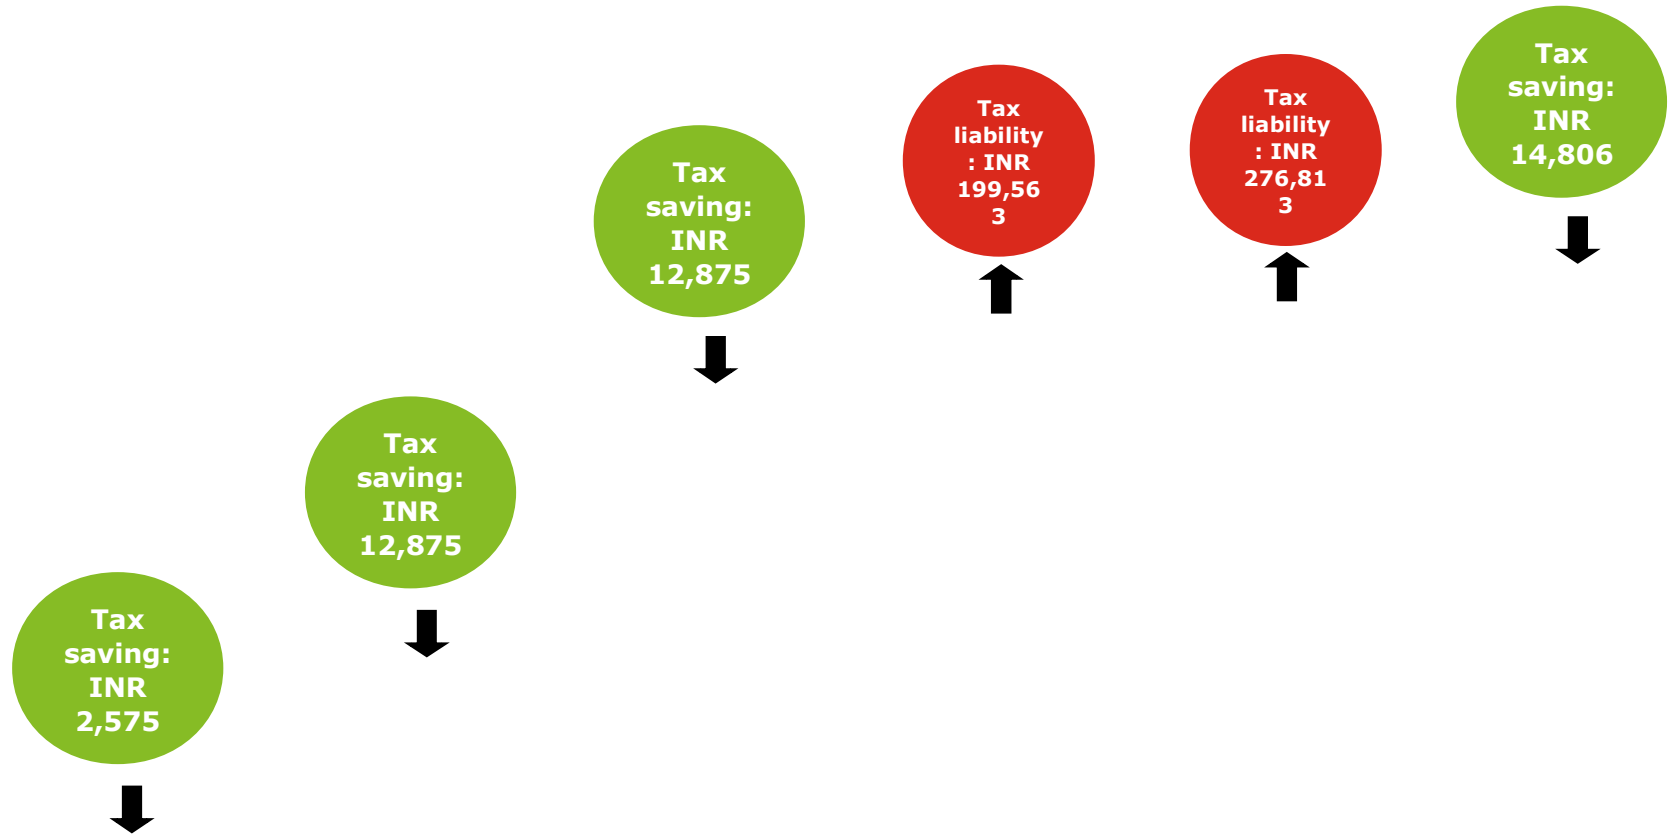 Tax
saving:
INR
2,575
Tax
saving:
INR
12,875
Tax
saving:
INR
12,875
Tax
liability
: INR
199,56
3
Tax
liability
: INR
276,81
3
Tax
saving:
INR
14,806